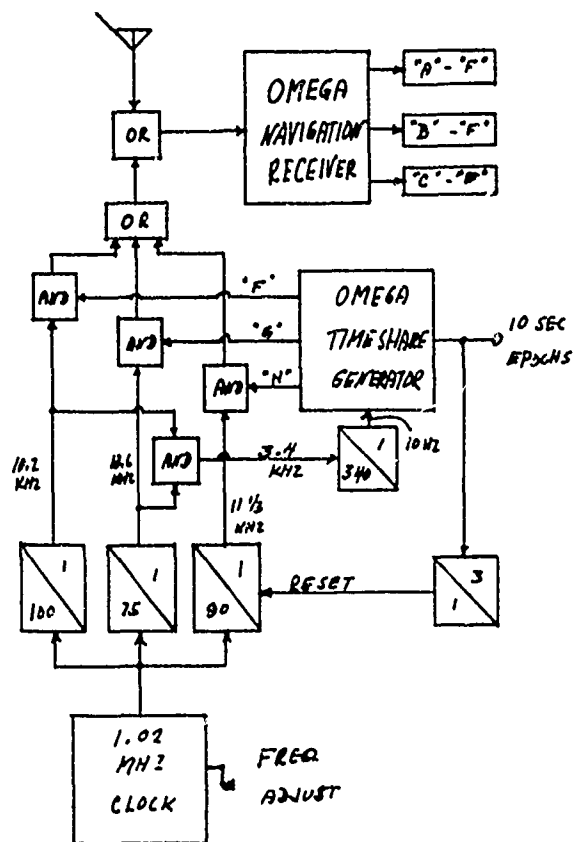 OR
OMEGA
NAVIGATION
RECEIVER
"A" - "F"
"B" - "F"
"C" -
OR
AND
"F"
OMEGA
TIMESHARE
GENERATOR
10 SEC
EPOCHS
AND
"G"
AND
"H"
10.2
KHZ
AND
3.4
KHZ
1
340
10 HZ
KHZ
11 1/3
KHZ
1
100
1
75
1
90
RESET
3
1
1.02
MHZ
CLOCK
FREQ
ADJUST